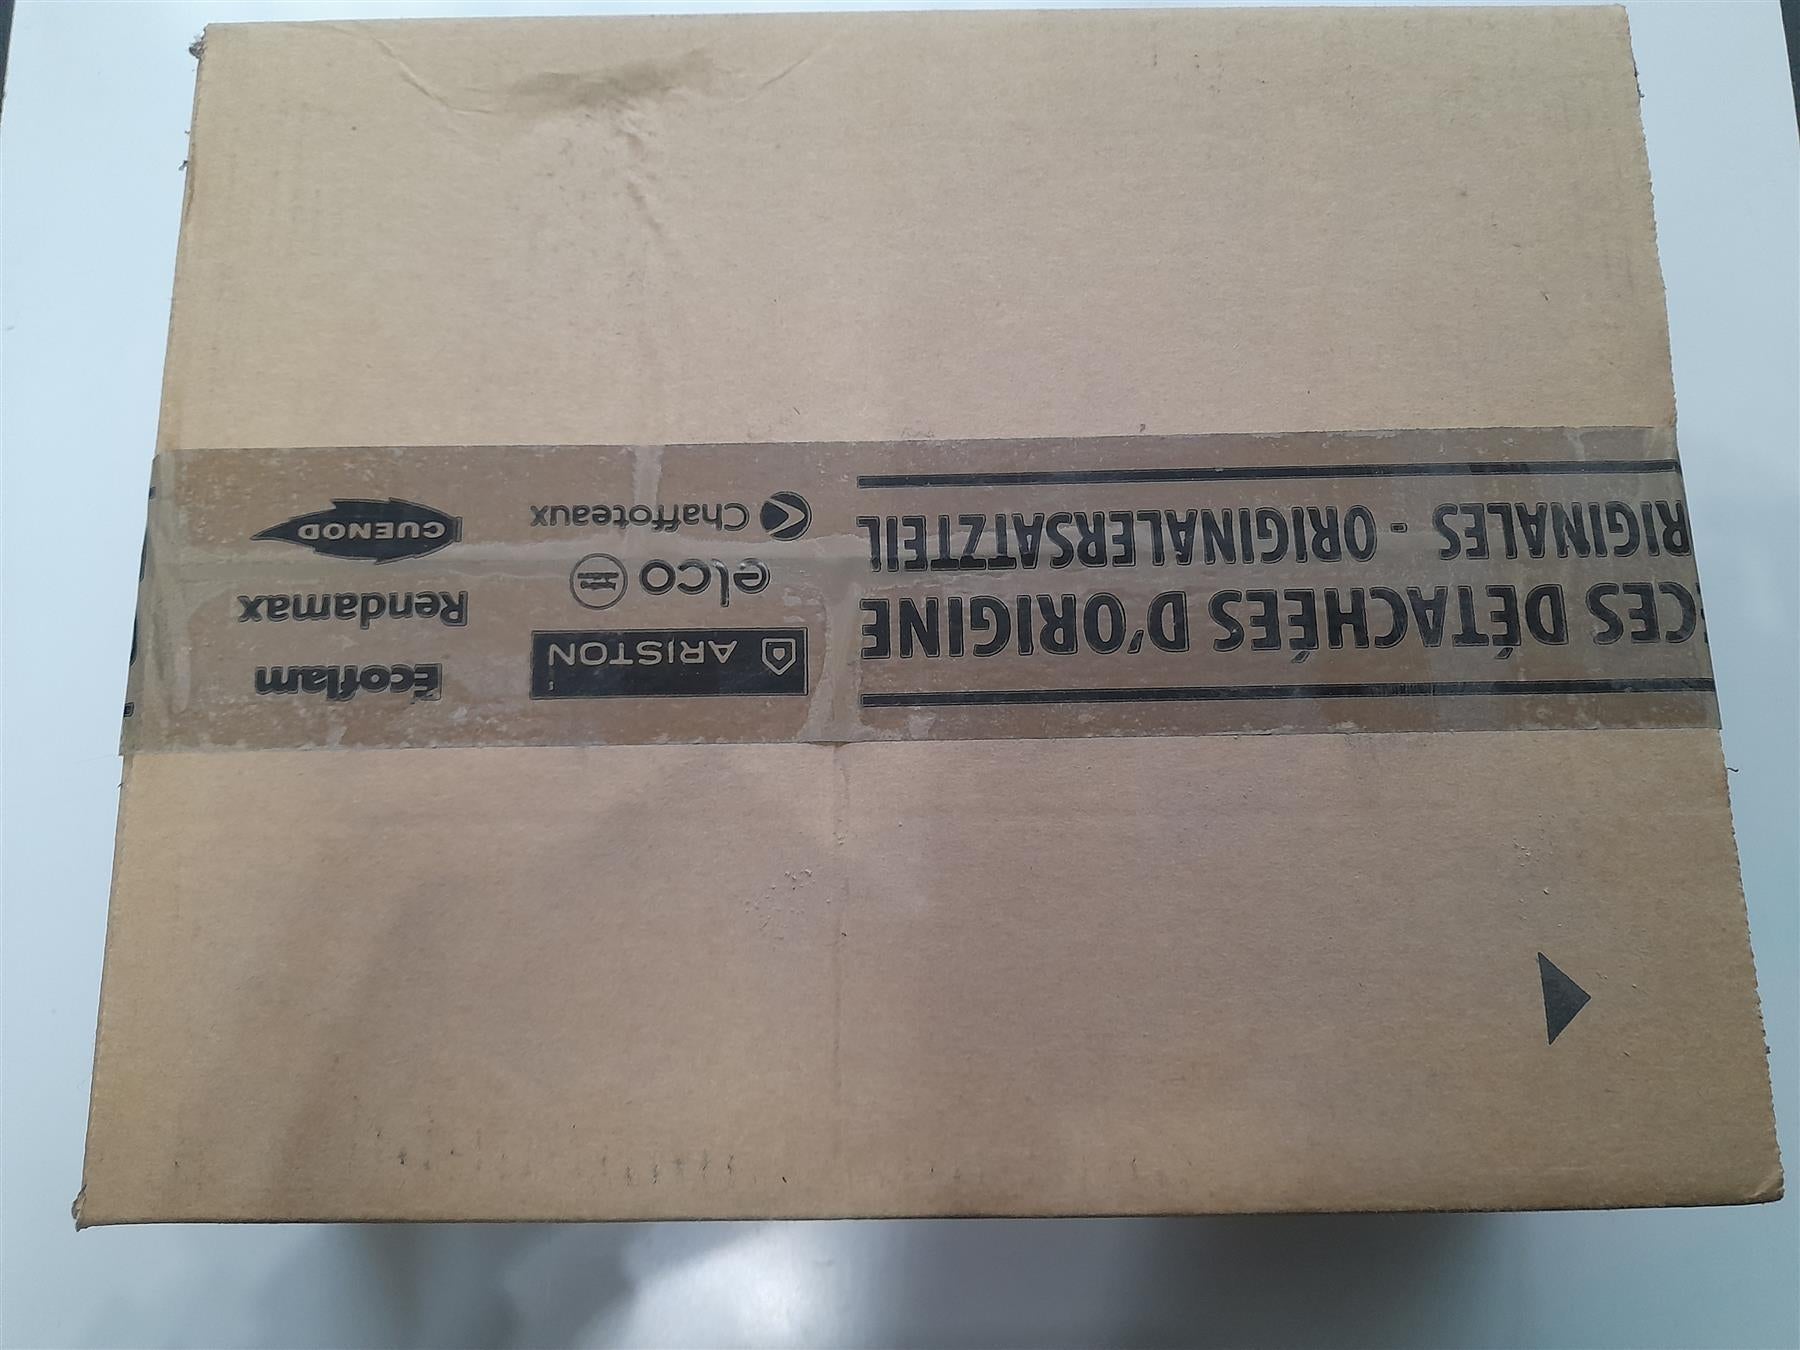 CES DÉTACHÉES D'ORIGINE
RIGINALES - ORIGINALERSATZTEIL
ARISTON
elco
Chaffoteaux
Ecoflam
Rendamax
CUENOD